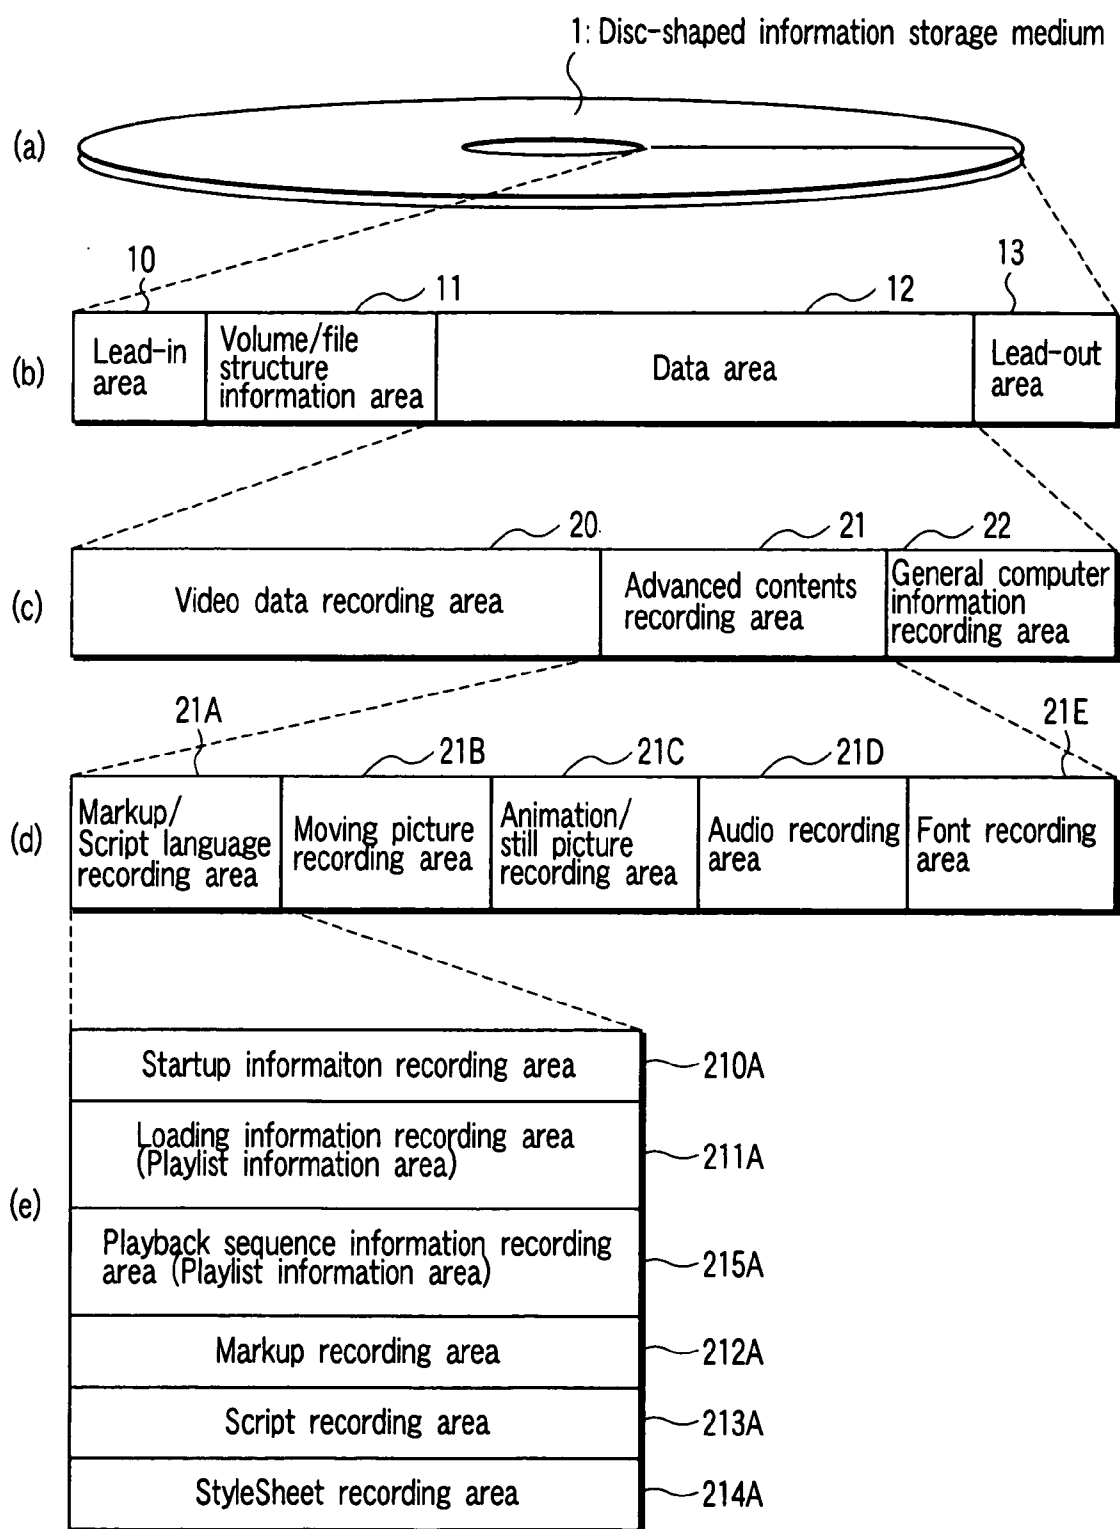 1: Disc-shaped information storage medium
(a)
10
11
12
13
(b)
Lead-in
area
Volume/file
structure
information area
Data area
Lead-out
area
20
21
22
(c)
Video data recording area
Advanced contents
recording area
General computer
information
recording area
21A
21B
21C
21D
21E
(d)
Markup/
Script language
recording area
Moving picture
recording area
Animation/
still picture
recording area
Audio recording
area
Font recording
area
(e)
Startup informaiton recording area
210A
Loading information recording area
(Playlist information area)
211A
Playback sequence information recording
area (Playlist information area)
215A
Markup recording area
212A
Script recording area
213A
StyleSheet recording area
214A